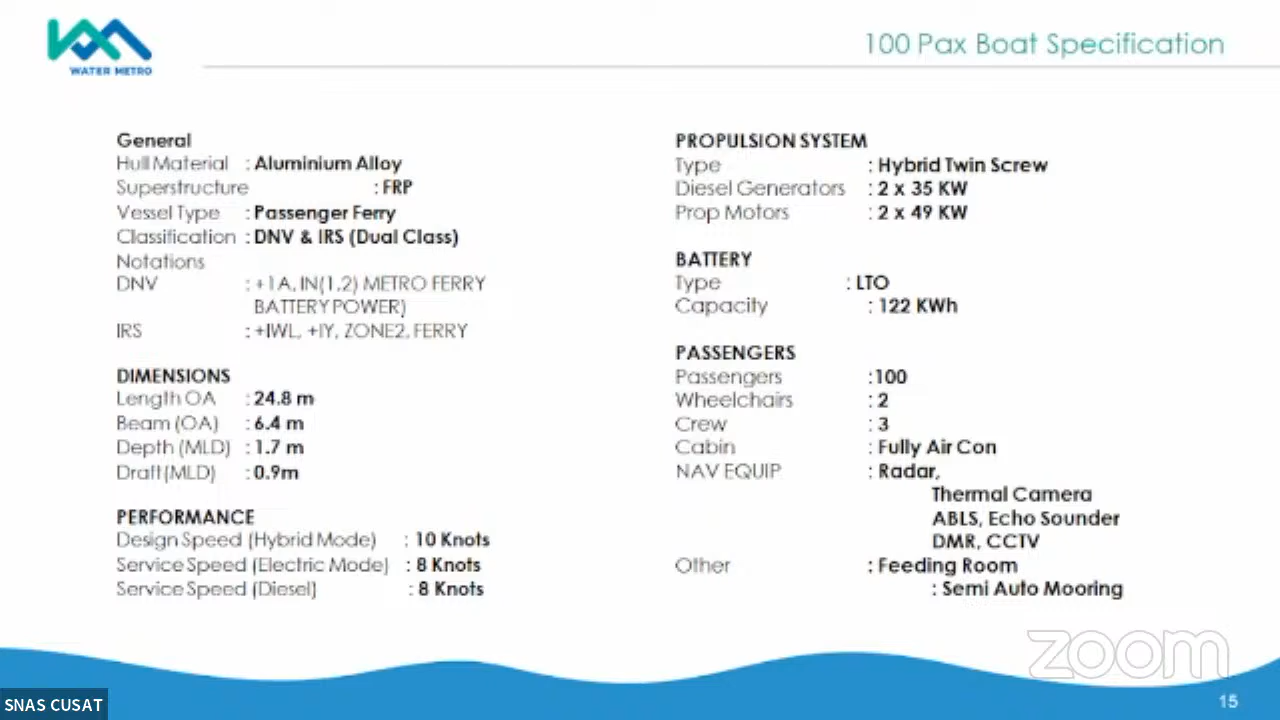 WATER METRO
100 Pax Boat Specification
General
Hull Material : Aluminium Alloy
Superstructure : FRP
Vessel Type : Passenger Ferry
Classification : DNV & IRS (Dual Class)
Notations
DNV : +1A, IN(1,2) METRO FERRY
BATTERY POWER)
IRS : +IWL, +IY, ZONE2, FERRY
DIMENSIONS
Length OA : 24.8 m
Beam (OA) : 6.4 m
Depth (MLD) : 1.7 m
Draft(MLD) : 0.9m
PERFORMANCE
Design Speed (Hybrid Mode) : 10 Knots
Service Speed (Electric Mode) : 8 Knots
Service Speed (Diesel) : 8 Knots
PROPULSION SYSTEM
Type : Hybrid Twin Screw
Diesel Generators : 2 x 35 KW
Prop Motors : 2 x 49 KW
BATTERY
Type : LTO
Capacity : 122 KWh
PASSENGERS
Passengers :100
Wheelchairs : 2
Crew : 3
Cabin : Fully Air Con
NAV EQUIP : Radar,
Thermal Camera
ABLS, Echo Sounder
DMR, CCTV
Other : Feeding Room
: Semi Auto Mooring
zoom
15
SNAS CUSAT